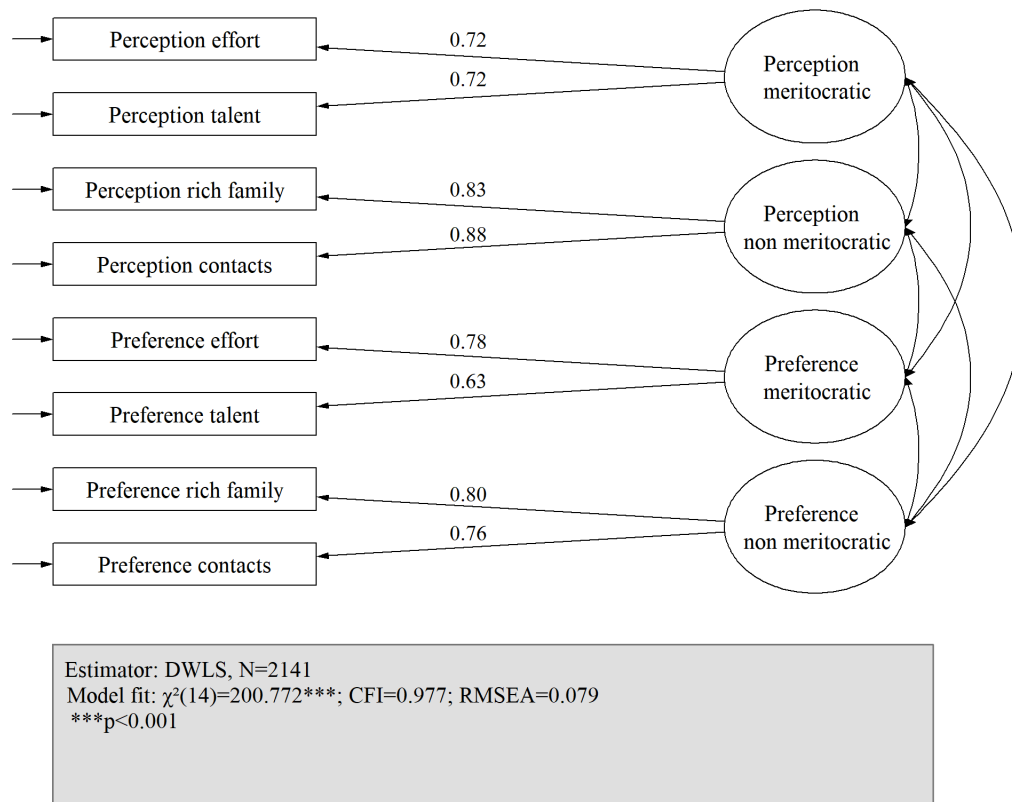 Perception effort
0.72
Perception
meritocratic
Perception talent
0.72
Perception rich family
0.83
Perception
non meritocratic
Perception contacts
0.88
Preference effort
0.78
Preference
meritocratic
Preference talent
0.63
Preference rich family
0.80
Preference
non meritocratic
Preference contacts
0.76
Estimator: DWLS, N=2141
Model fit: χ²(14)=200.772***; CFI=0.977; RMSEA=0.079
***p<0.001